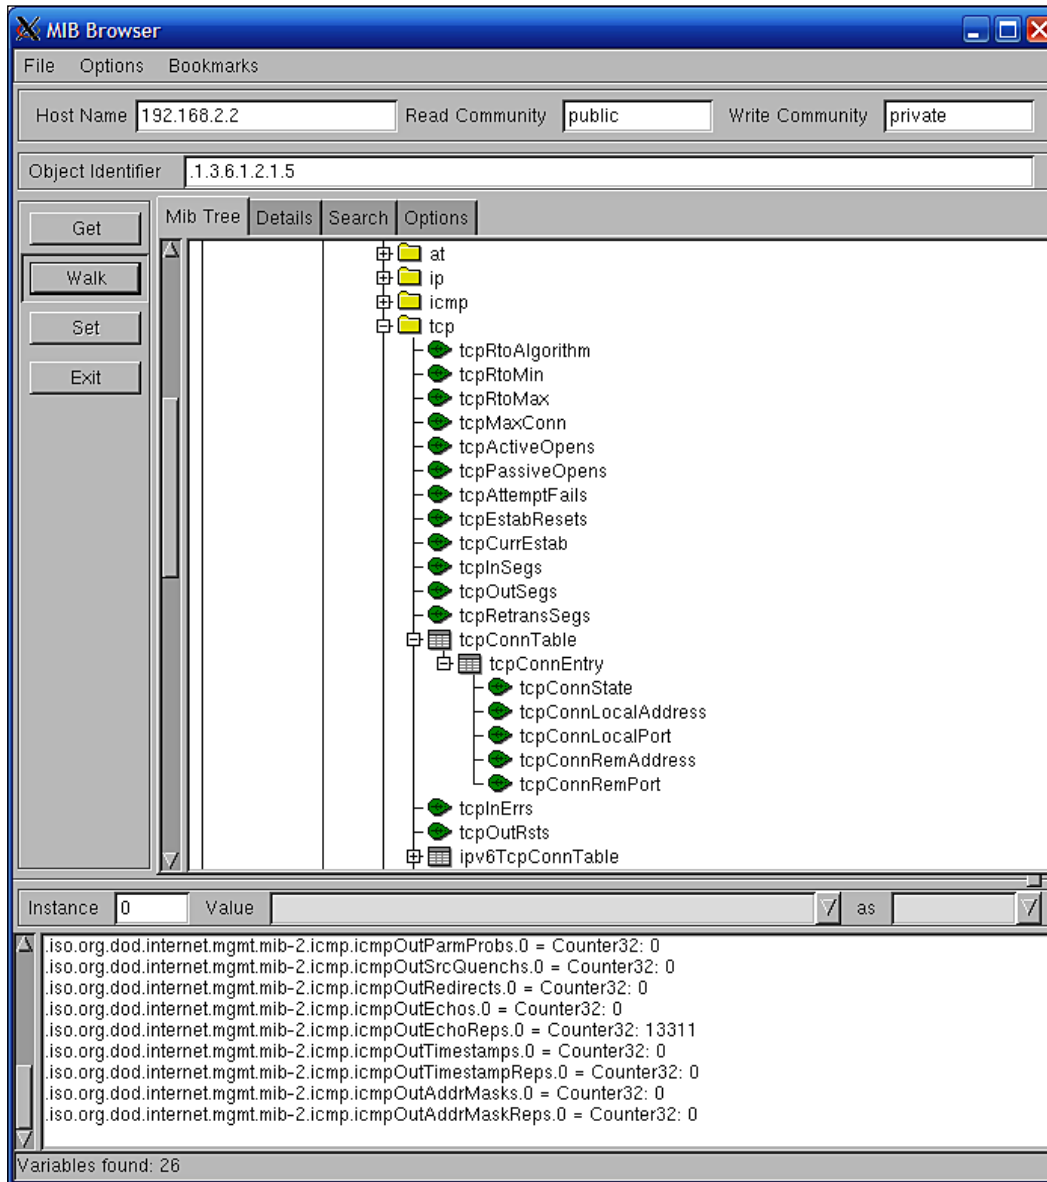 MIB Browser
File Options Bookmarks
Host Name 192.168.2.2 Read Community public Write Community private
Object Identifier .1.3.6.1.2.1.5
Get
Walk
Set
Exit
Mib Tree Details Search Options
at
ip
icmp
tcp
tcpRtoAlgorithm
tcpRtoMin
tcpRtoMax
tcpMaxConn
tcpActiveOpens
tcpPassiveOpens
tcpAttemptFails
tcpEstabResets
tcpCurrEstab
tcpInSegs
tcpOutSegs
tcpRetransSegs
tcpConnTable
tcpConnEntry
tcpConnState
tcpConnLocalAddress
tcpConnLocalPort
tcpConnRemAddress
tcpConnRemPort
tcpInErrs
tcpOutRsts
ipv6TcpConnTable
Instance 0 Value as
.iso.org.dod.internet.mgmt.mib-2.icmp.icmpOutParmProbs.0 = Counter32: 0
.iso.org.dod.internet.mgmt.mib-2.icmp.icmpOutSrcQuenchs.0 = Counter32: 0
.iso.org.dod.internet.mgmt.mib-2.icmp.icmpOutRedirects.0 = Counter32: 0
.iso.org.dod.internet.mgmt.mib-2.icmp.icmpOutEchos.0 = Counter32: 0
.iso.org.dod.internet.mgmt.mib-2.icmp.icmpOutEchoReps.0 = Counter32: 13311
.iso.org.dod.internet.mgmt.mib-2.icmp.icmpOutTimestamps.0 = Counter32: 0
.iso.org.dod.internet.mgmt.mib-2.icmp.icmpOutTimestampReps.0 = Counter32: 0
.iso.org.dod.internet.mgmt.mib-2.icmp.icmpOutAddrMasks.0 = Counter32: 0
.iso.org.dod.internet.mgmt.mib-2.icmp.icmpOutAddrMaskReps.0 = Counter32: 0
Variables found: 26